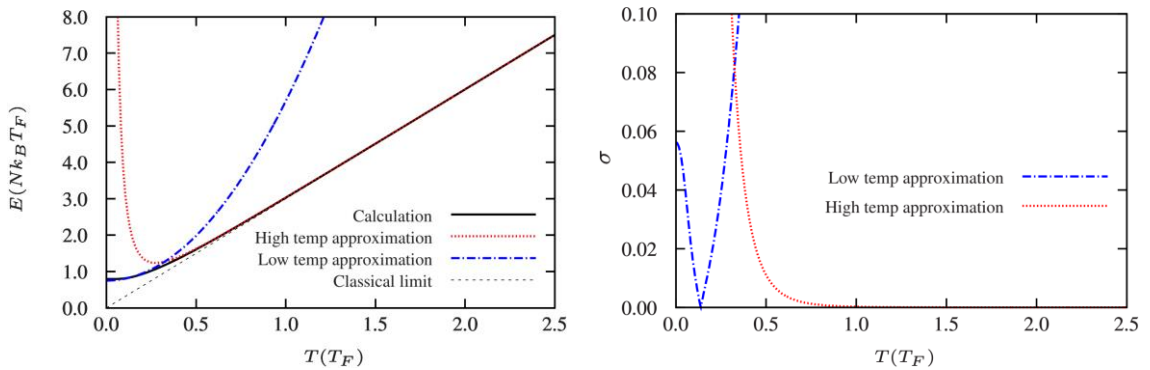 8.0
7.0
6.0
5.0
4.0
3.0
2.0
1.0
0.0
E(Nk_BT_F)
Calculation
High temp approximation
Low temp approximation
Classical limit
0.0 0.5 1.0 1.5 2.0 2.5
T(T_F)
0.10
0.08
0.06
0.04
0.02
0.00
σ
Low temp approximation
High temp approximation
0.0 0.5 1.0 1.5 2.0 2.5
T(T_F)